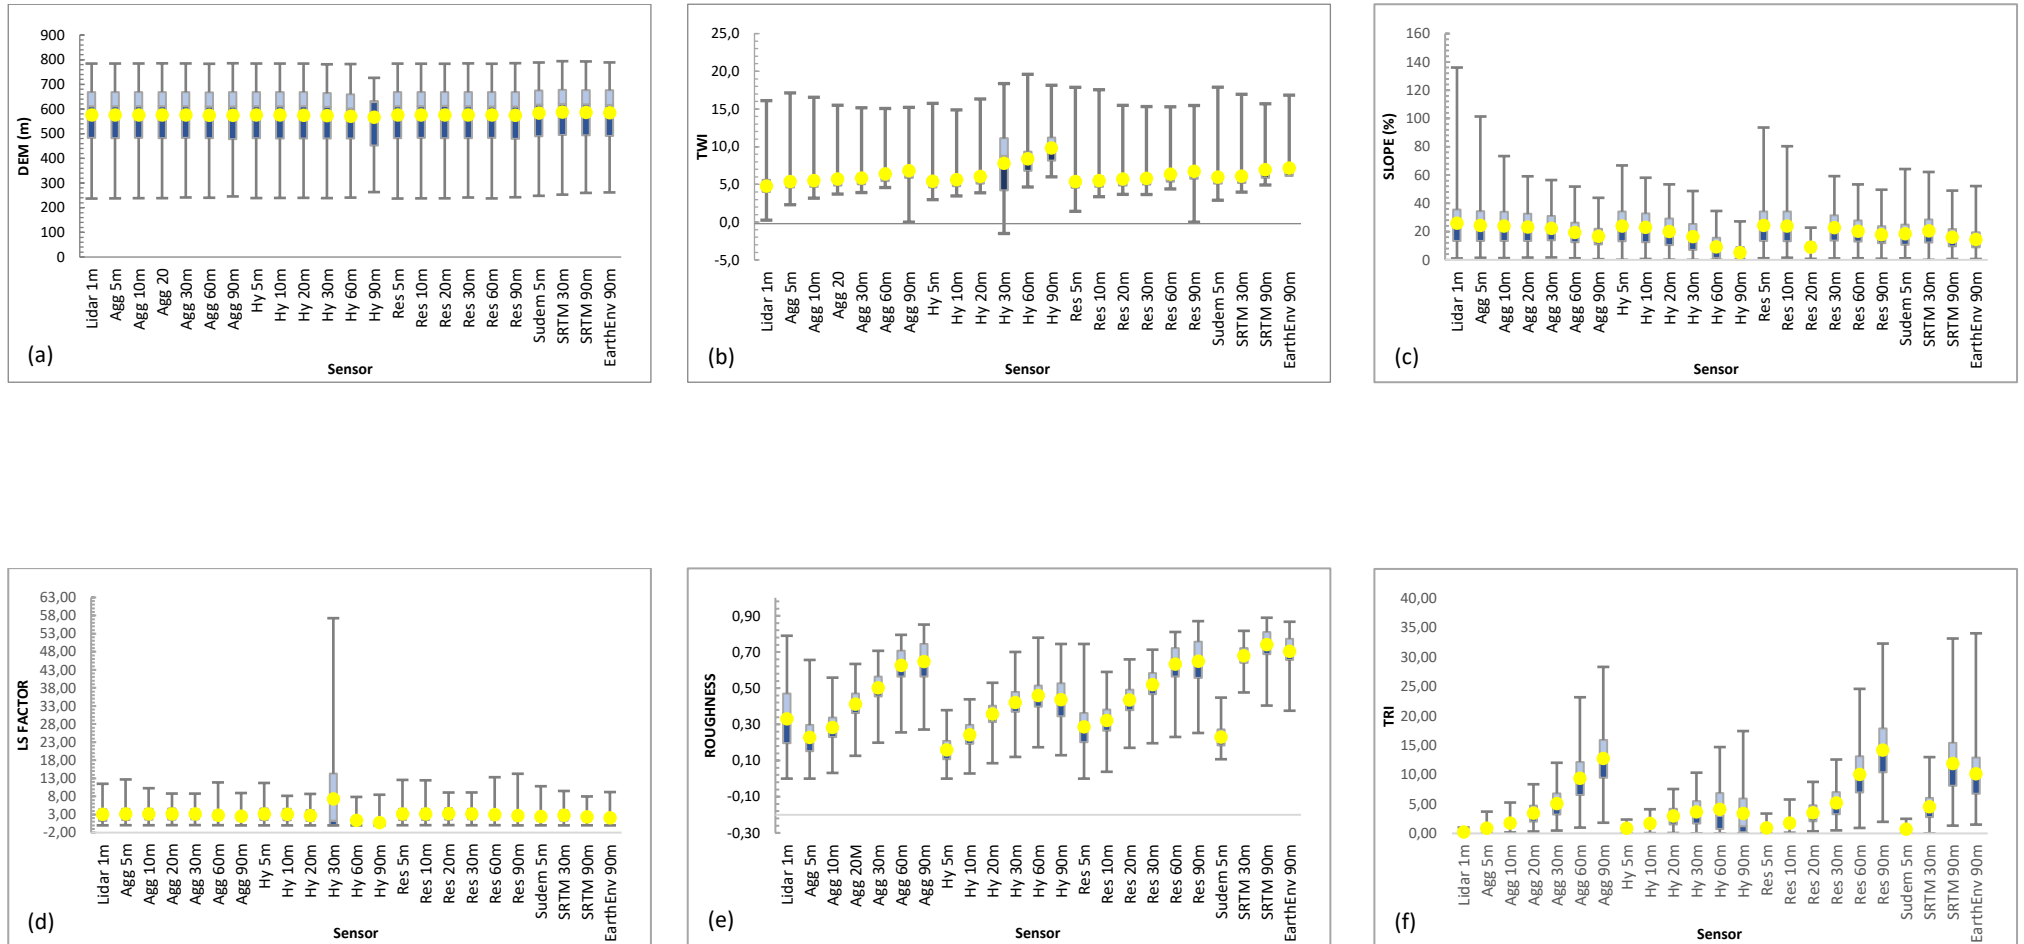 900
800
700
600
500
400
300
200
100
0
DEM (m)
Lidar 1m
Agg 5m
Agg 10m
Agg 20
Agg 30m
Agg 60m
Agg 90m
Hy 5m
Hy 10m
Hy 20m
Hy 30m
Hy 60m
Hy 90m
Res 5m
Res 10m
Res 20m
Res 30m
Res 60m
Res 90m
Sudem 5m
SRTM 30m
SRTM 90m
EarthEnv 90m
(a)
Sensor
25,0
20,0
15,0
10,0
5,0
0,0
-5,0
TWI
Lidar 1m
Agg 5m
Agg 10m
Agg 20
Agg 30m
Agg 60m
Agg 90m
Hy 5m
Hy 10m
Hy 20m
Hy 30m
Hy 60m
Hy 90m
Res 5m
Res 10m
Res 20m
Res 30m
Res 60m
Res 90m
Sudem 5m
SRTM 30m
SRTM 90m
EarthEnv 90m
(b)
Sensor
160
140
120
100
80
60
40
20
0
SLOPE (%)
Lidar 1m
Agg 5m
Agg 10m
Agg 20m
Agg 30m
Agg 60m
Agg 90m
Hy 5m
Hy 10m
Hy 20m
Hy 30m
Hy 60m
Hy 90m
Res 5m
Res 10m
Res 20m
Res 30m
Res 60m
Res 90m
Sudem 5m
SRTM 30m
SRTM 90m
EarthEnv 90m
(c)
Sensor
63,00
58,00
53,00
48,00
43,00
38,00
33,00
28,00
23,00
18,00
13,00
8,00
3,00
-2,00
LS FACTOR
Lidar 1m
Agg 5m
Agg 10m
Agg 20m
Agg 30m
Agg 60m
Agg 90m
Hy 5m
Hy 10m
Hy 20m
Hy 30m
Hy 60m
Hy 90m
Res 5m
Res 10m
Res 20m
Res 30m
Res 60m
Res 90m
Sudem 5m
SRTM 30m
SRTM 90m
EarthEnv 90m
(d)
Sensor
0,90
0,70
0,50
0,30
0,10
-0,10
-0,30
ROUGHNESS
Lidar 1m
Agg 5m
Agg 10m
Agg 20M
Agg 30m
Agg 60m
Agg 90m
Hy 5m
Hy 10m
Hy 20m
Hy 30m
Hy 60m
Hy 90m
Res 5m
Res 10m
Res 20m
Res 30m
Res 60m
Res 90m
Sudem 5m
SRTM 30m
SRTM 90m
EarthEnv 90m
(e)
Sensor
40,00
35,00
30,00
25,00
20,00
15,00
10,00
5,00
0,00
TRI
Lidar 1m
Agg 5m
Agg 10m
Agg 20m
Agg 30m
Agg 60m
Agg 90m
Hy 5m
Hy 10m
Hy 20m
Hy 30m
Hy 60m
Hy 90m
Res 5m
Res 10m
Res 20m
Res 30m
Res 60m
Res 90m
Sudem 5m
SRTM 30m
SRTM 90m
EarthEnv 90m
(f)
Sensor